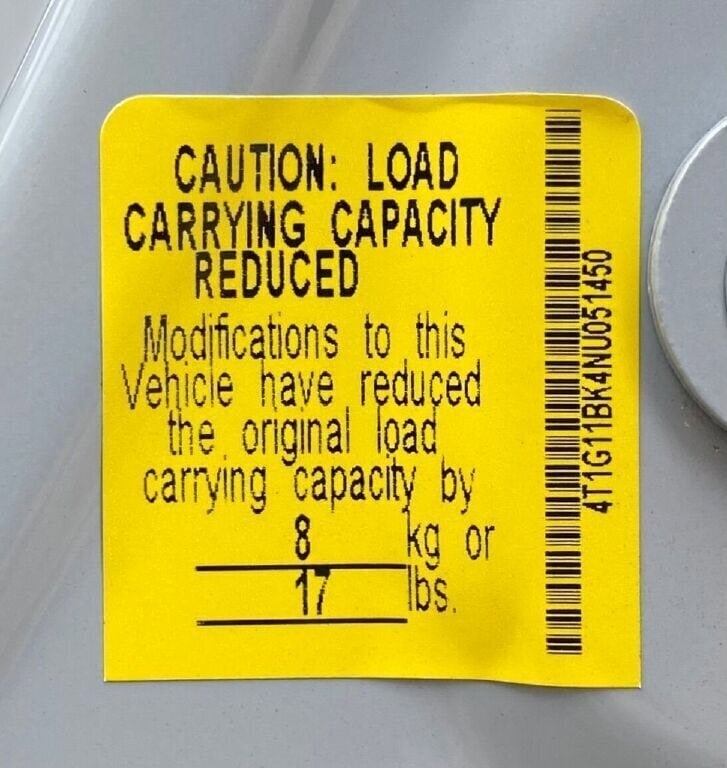 CAUTION: LOAD
CARRYING CAPACITY
REDUCED
Modifications to this
Vehicle have reduced
the original load
carrying capacity by
8 kg or
17 lbs.
4T1G11BK4NU051450